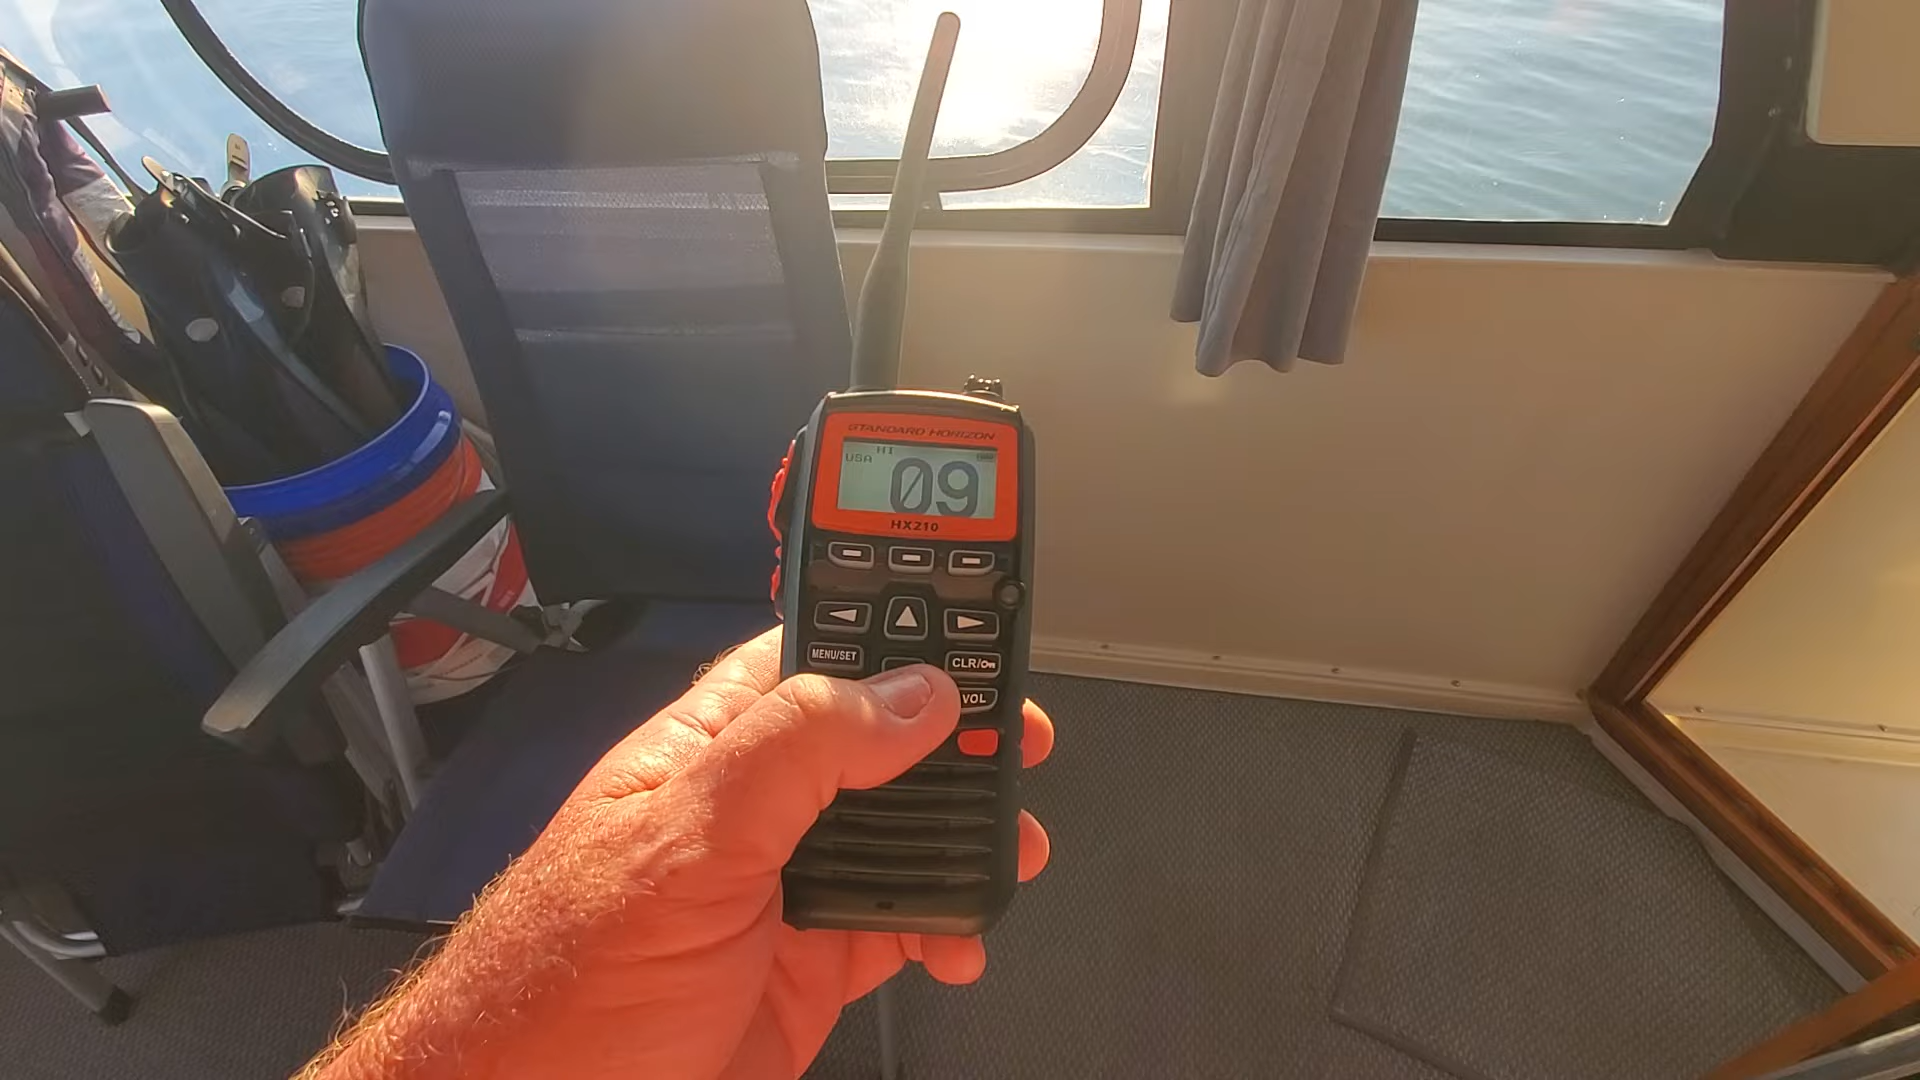 STANDARD HORIZON
HI
USA
09
HX210
MENU/SET
CLR/
VOL